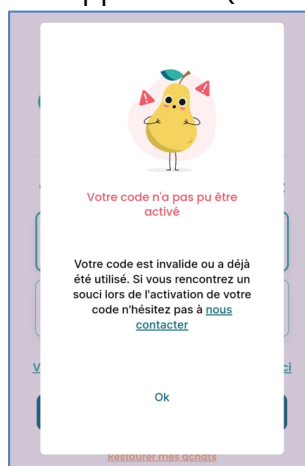 Votre code n'a pas pu être
activé
Votre code est invalide ou a déjà
été utilisé. Si vous rencontrez un
souci lors de l'activation de votre
code n'hésitez pas à nous
contacter
Ok
Restaurer mes achats